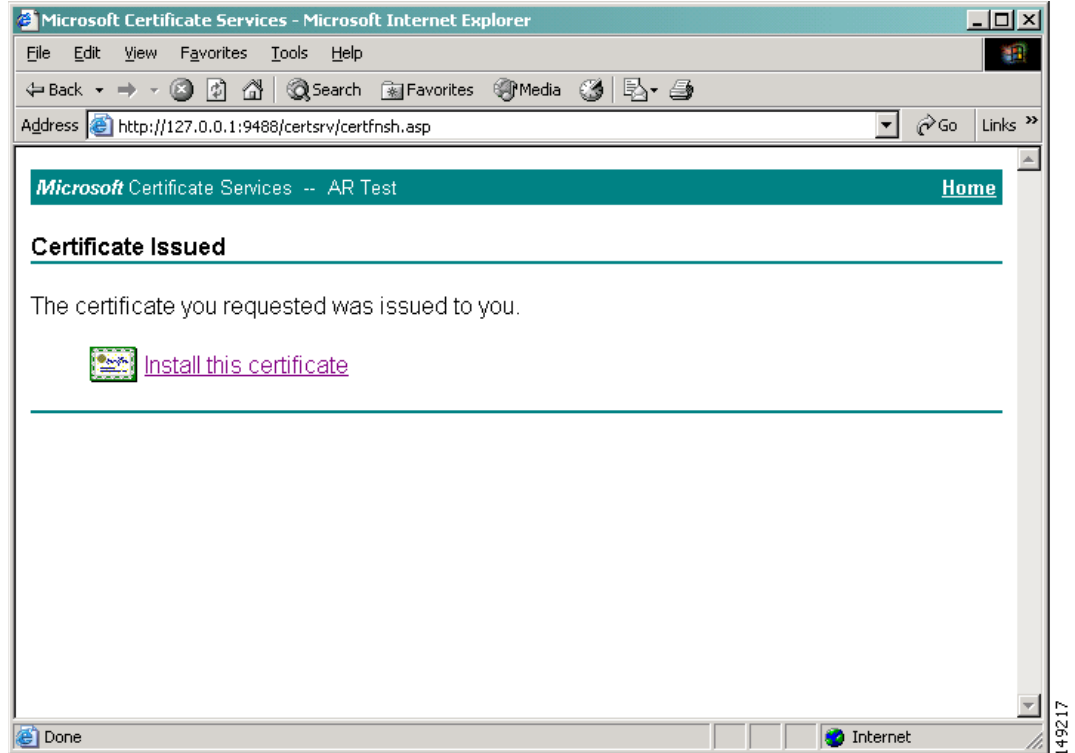 Microsoft Certificate Services - Microsoft Internet Explorer
File Edit View Favorites Tools Help
Back Search Favorites Media
Address http://127.0.0.1:9488/certsrv/certfnsh.asp Go Links »
Microsoft Certificate Services -- AR Test Home
Certificate Issued
The certificate you requested was issued to you.
Install this certificate
Done Internet
149217